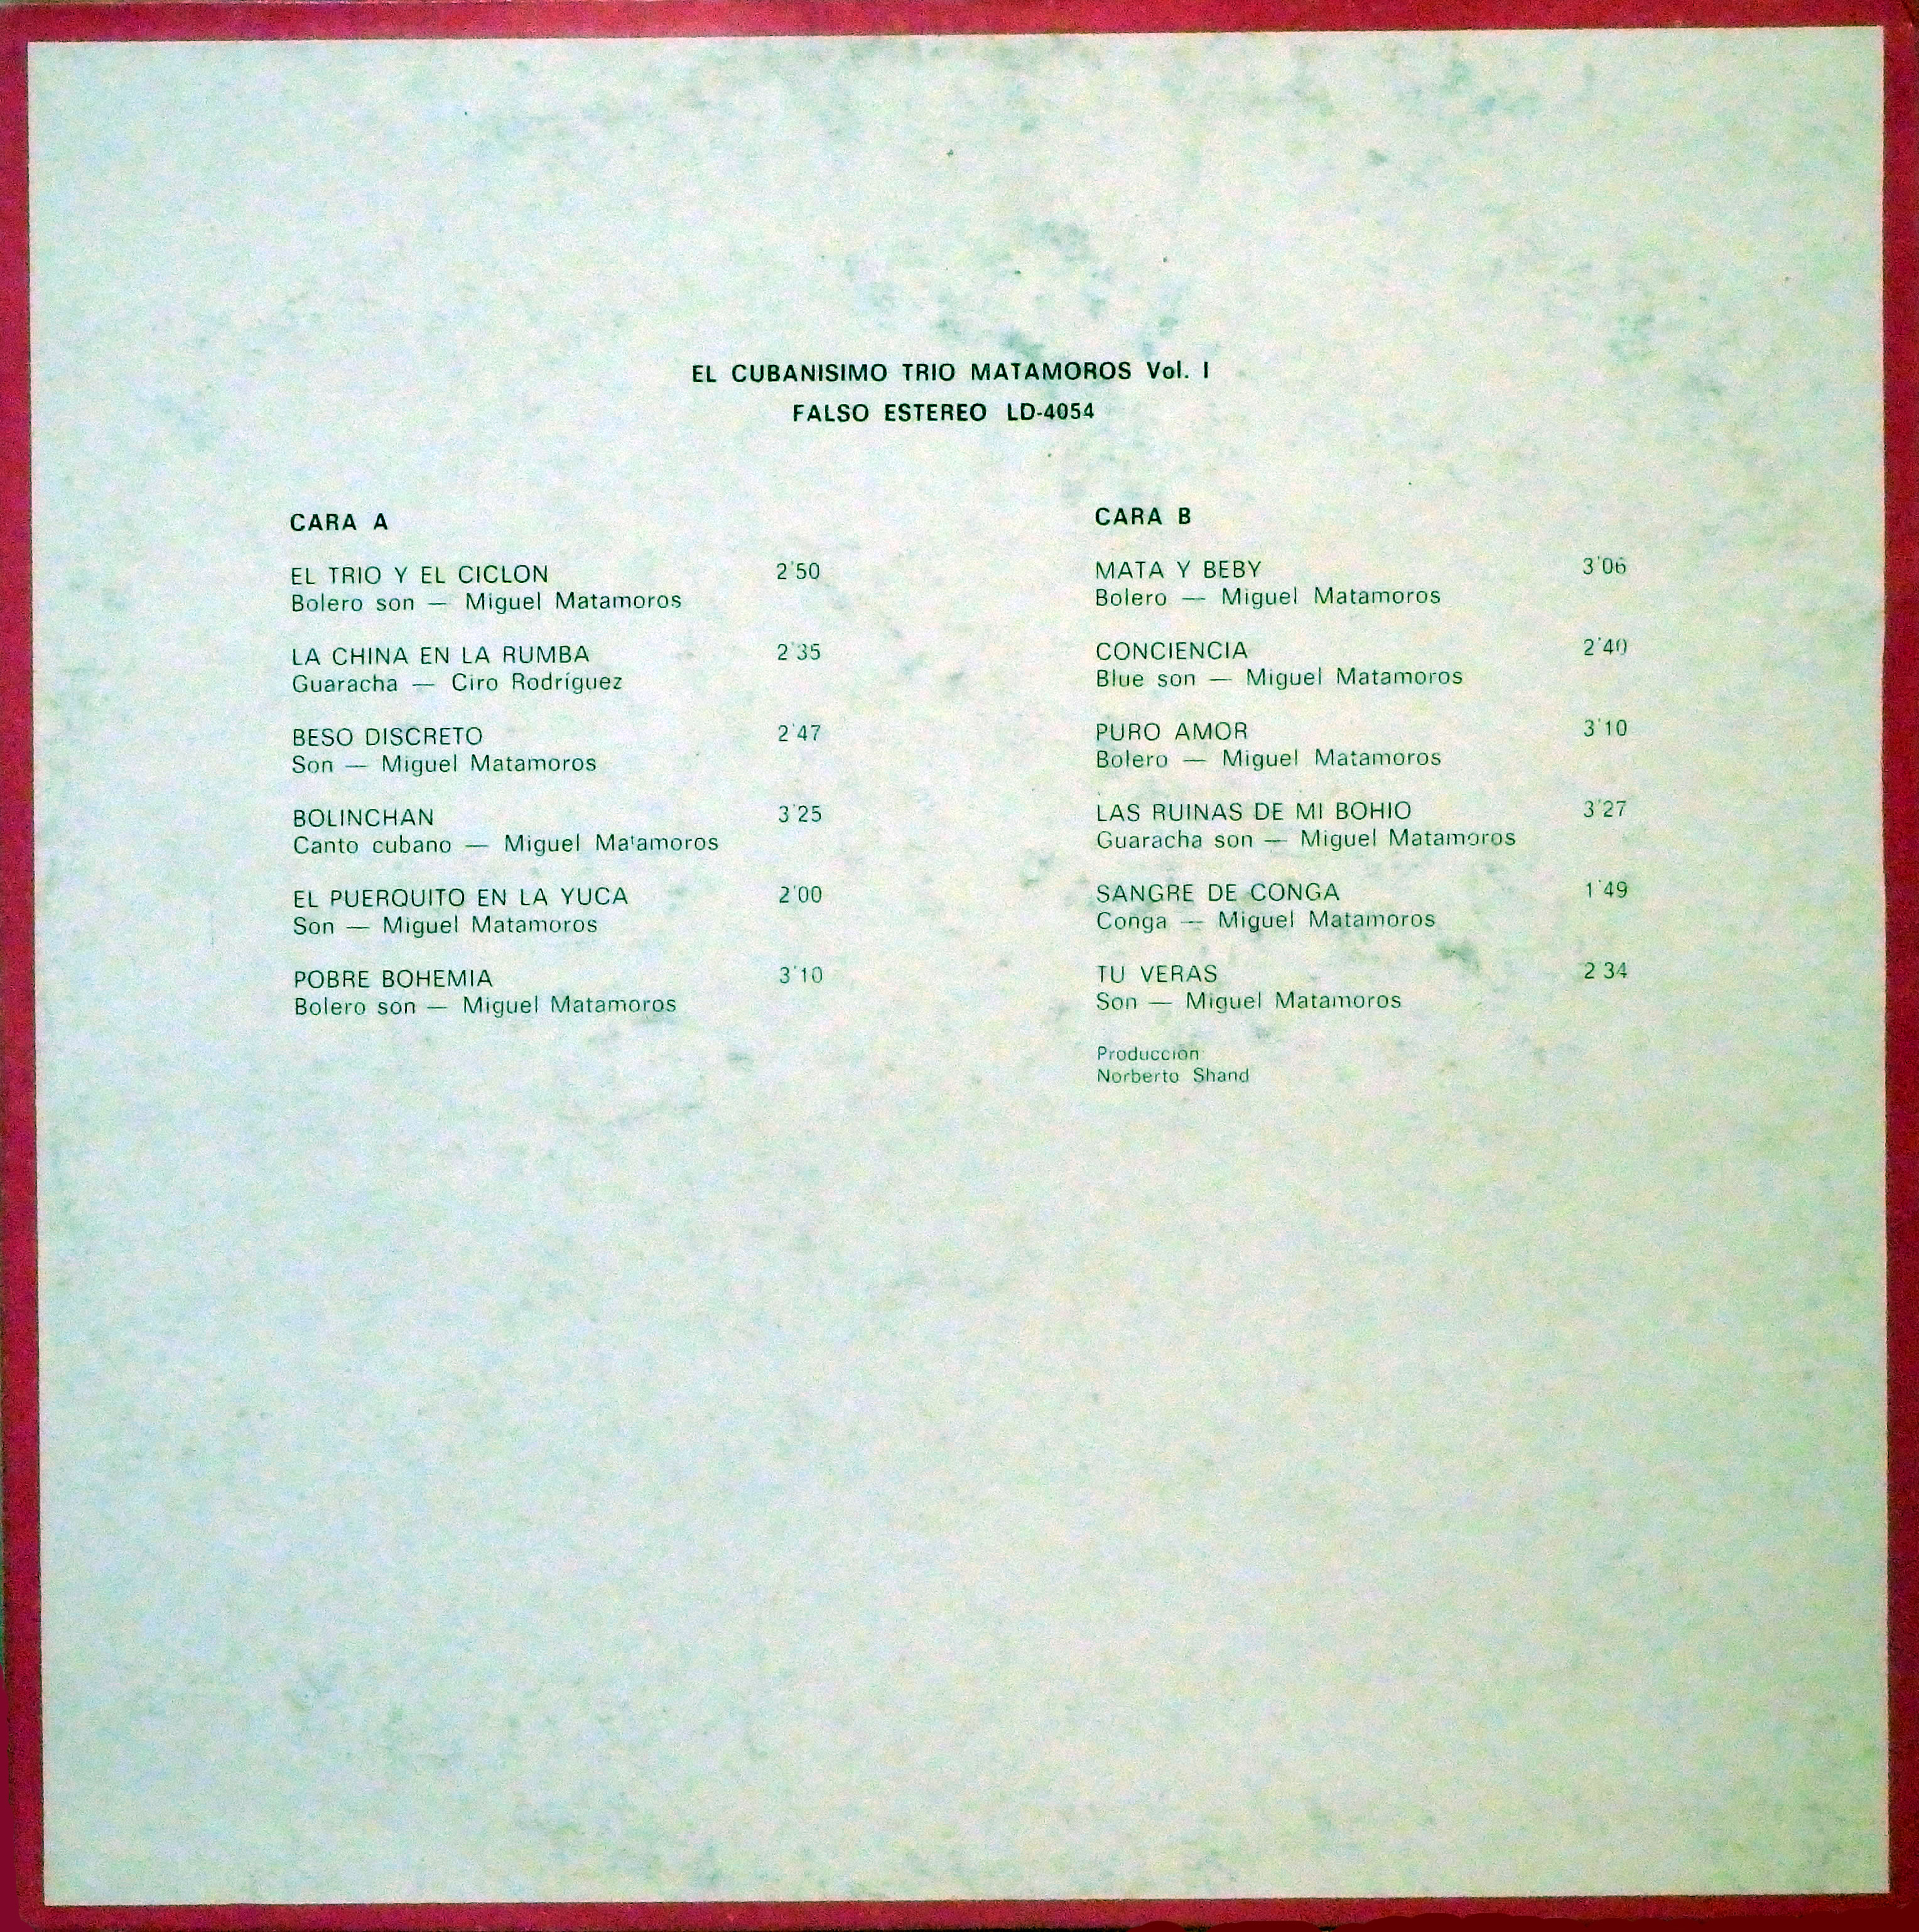 EL CUBANISIMO TRIO MATAMOROS Vol. I
FALSO ESTEREO LD-4054
CARA A
EL TRIO Y EL CICLON 2'50
Bolero son — Miguel Matamoros
LA CHINA EN LA RUMBA 2'35
Guaracha — Ciro Rodríguez
BESO DISCRETO 2'47
Son — Miguel Matamoros
BOLINCHAN 3'25
Canto cubano — Miguel Matamoros
EL PUERQUITO EN LA YUCA 2'00
Son — Miguel Matamoros
POBRE BOHEMIA 3'10
Bolero son — Miguel Matamoros
CARA B
MATA Y BEBY 3'06
Bolero — Miguel Matamoros
CONCIENCIA 2'40
Blue son — Miguel Matamoros
PURO AMOR 3'10
Bolero — Miguel Matamoros
LAS RUINAS DE MI BOHIO 3'27
Guaracha son — Miguel Matamoros
SANGRE DE CONGA 1'49
Conga — Miguel Matamoros
TU VERAS 2'34
Son — Miguel Matamoros
Producción:
Norberto Shand